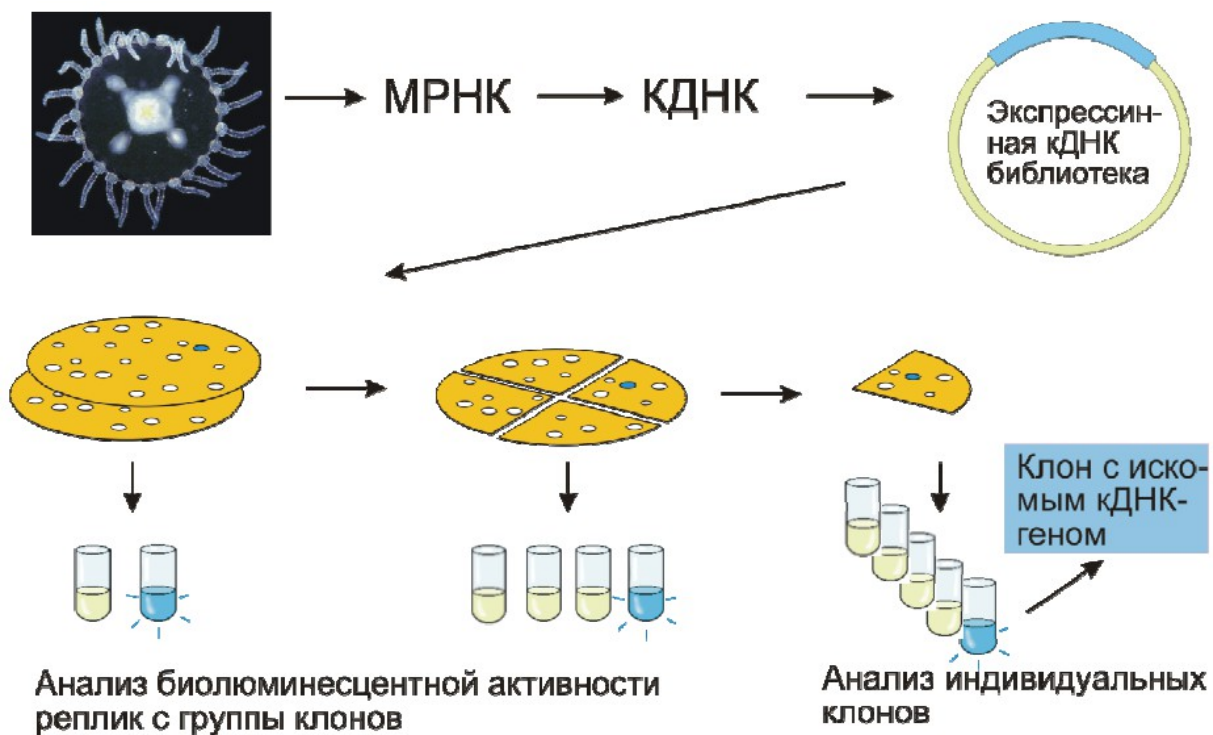 МРНК
КДНК
Экспрессин-
ная кДНК
библиотека
Клон с иско-
мым кДНК-
геном
Анализ биолюминесцентной активности
реплик с группы клонов
Анализ индивидуальных
клонов